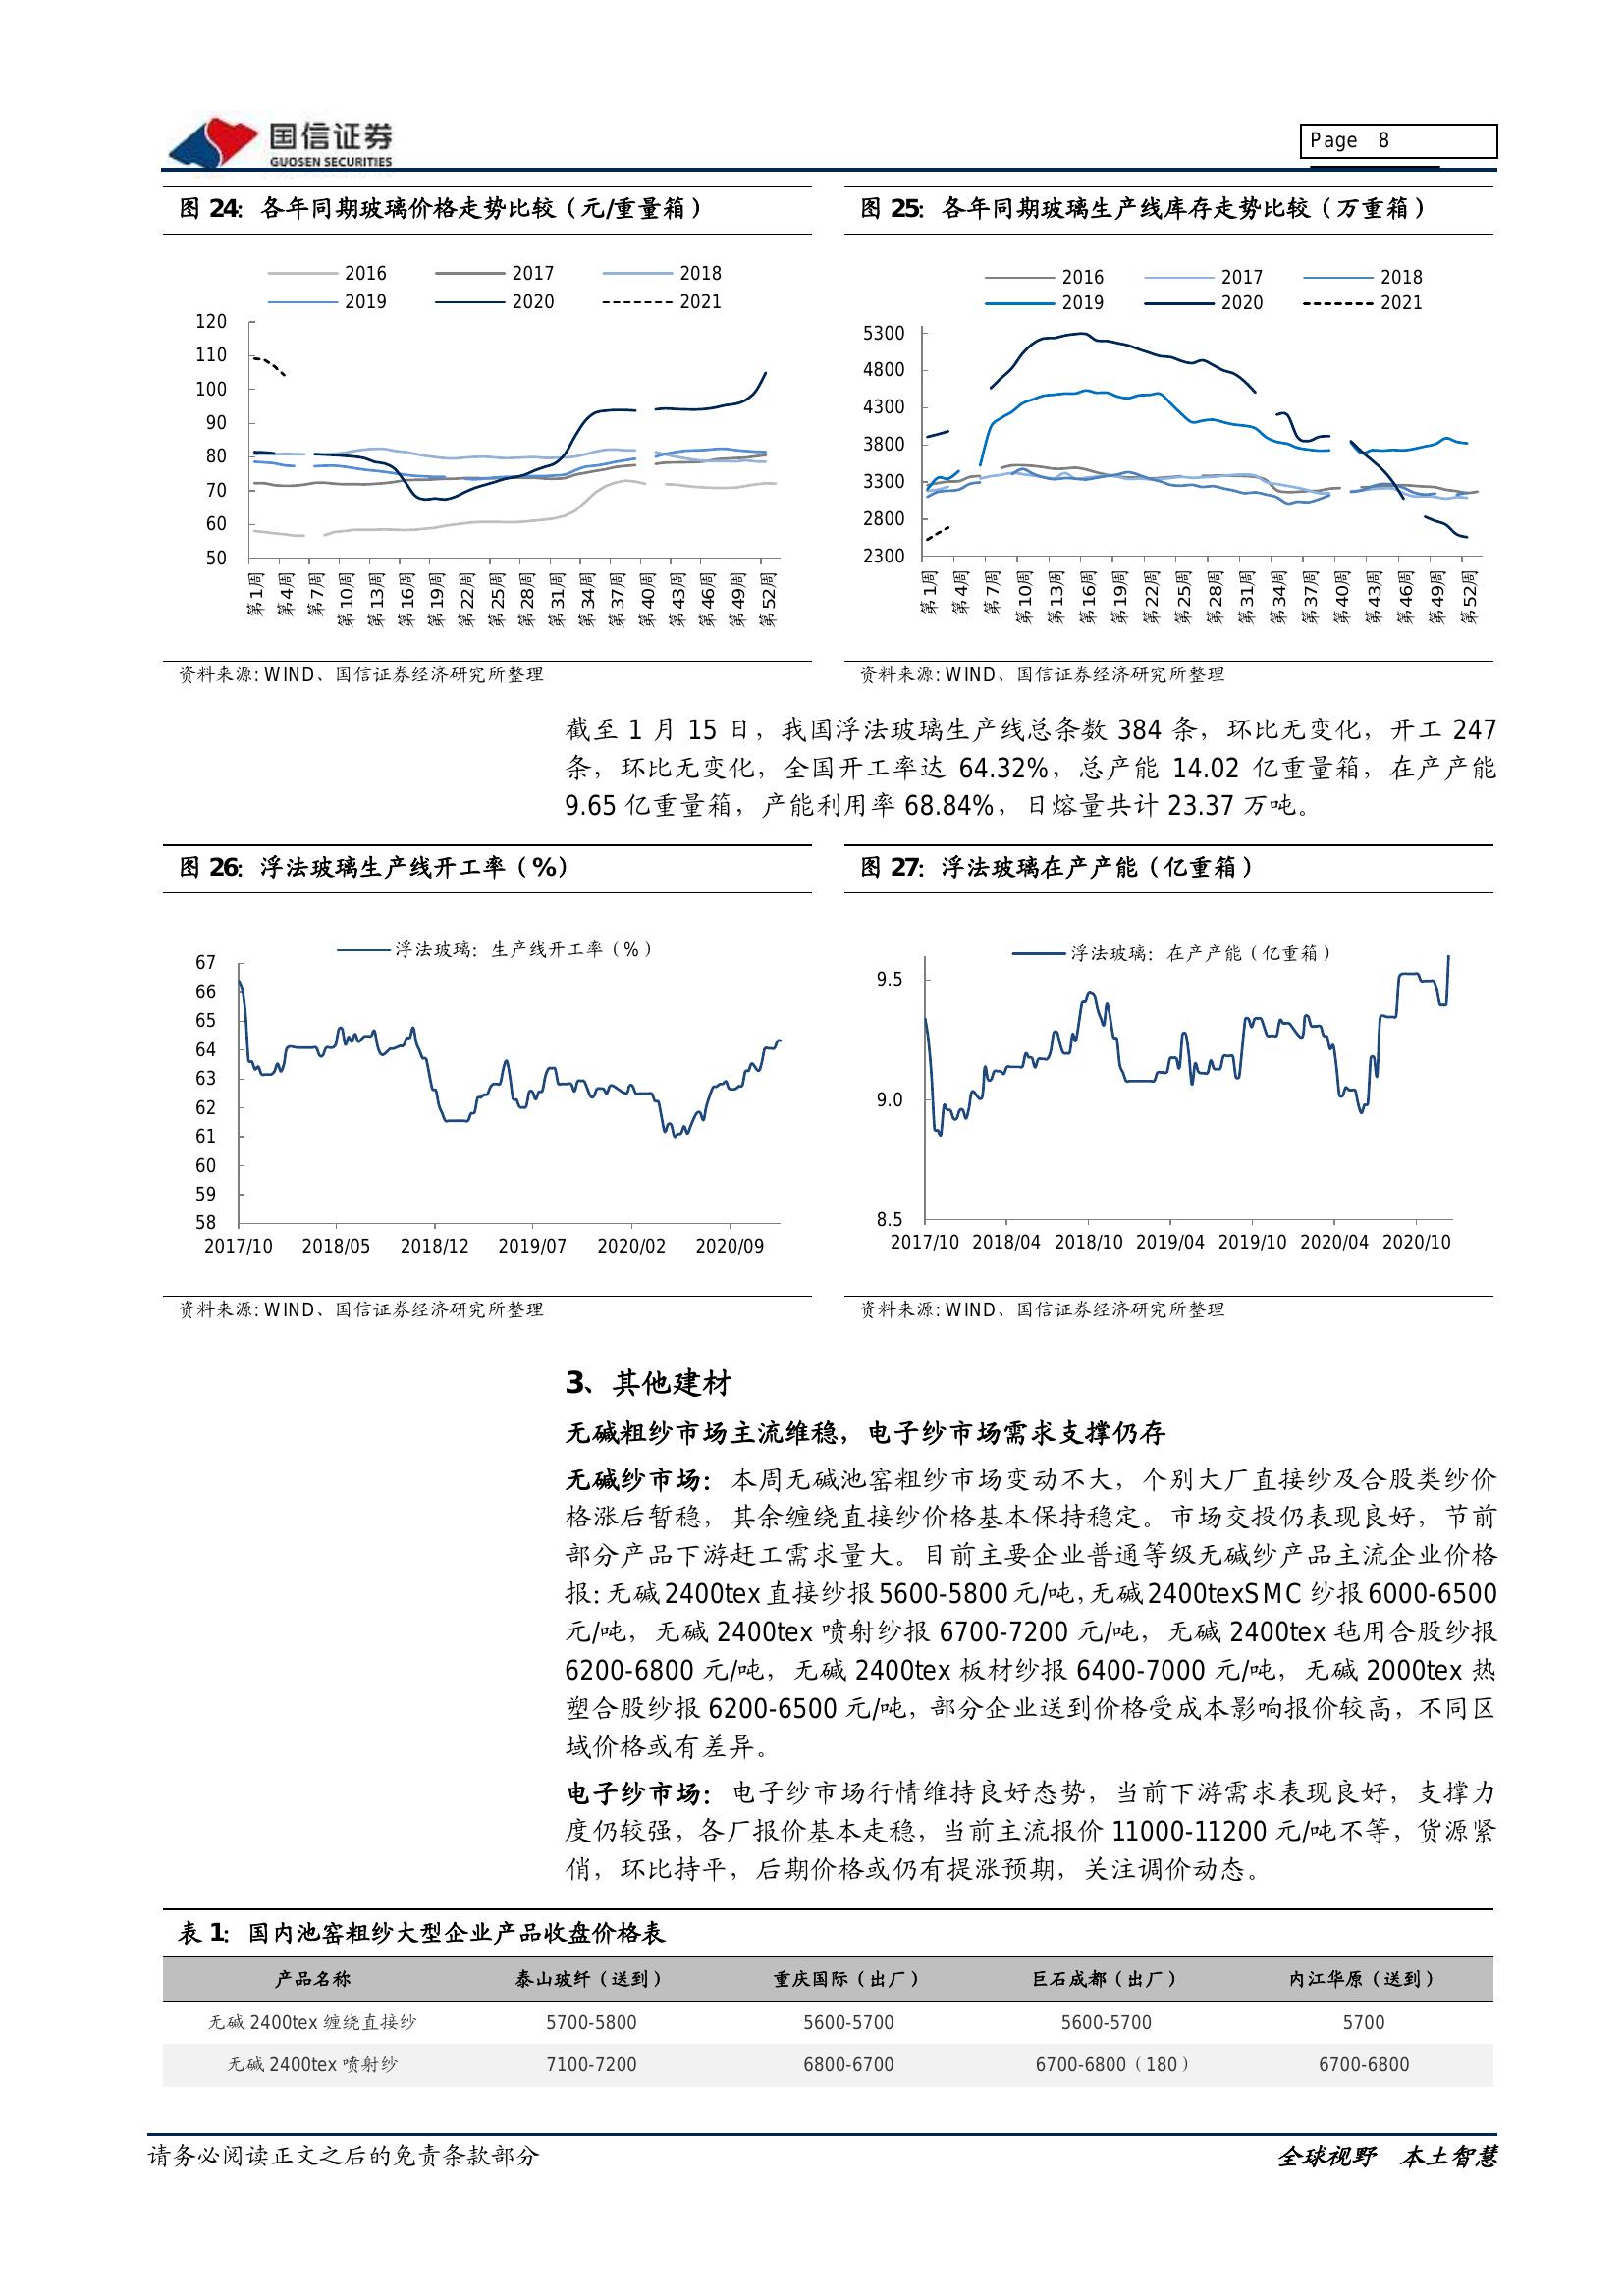 国信证券
GUOSEN SECURITIES
Page 8
图 24：各年同期玻璃价格走势比较（元/重量箱）
2016 2017 2018
2019 2020 2021
120
110
100
90
80
70
60
50
第1周 第4周 第7周 第10周 第13周 第16周 第19周 第22周 第25周 第28周 第31周 第34周 第37周 第40周 第43周 第46周 第49周 第52周
资料来源: WIND、国信证券经济研究所整理
图 25：各年同期玻璃生产线库存走势比较（万重箱）
2016 2017 2018
2019 2020 2021
5300
4800
4300
3800
3300
2800
2300
第1周 第4周 第7周 第10周 第13周 第16周 第19周 第22周 第25周 第28周 第31周 第34周 第37周 第40周 第43周 第46周 第49周 第52周
资料来源: WIND、国信证券经济研究所整理
截至 1 月 15 日，我国浮法玻璃生产线总条数 384 条，环比无变化，开工 247
条，环比无变化，全国开工率达 64.32%，总产能 14.02 亿重量箱，在产产能
9.65 亿重量箱，产能利用率 68.84%，日熔量共计 23.37 万吨。
图 26：浮法玻璃生产线开工率（%）
浮法玻璃：生产线开工率（%）
67
66
65
64
63
62
61
60
59
58
2017/10 2018/05 2018/12 2019/07 2020/02 2020/09
资料来源: WIND、国信证券经济研究所整理
图 27：浮法玻璃在产产能（亿重箱）
浮法玻璃：在产产能（亿重箱）
9.5
9.0
8.5
2017/10 2018/04 2018/10 2019/04 2019/10 2020/04 2020/10
资料来源: WIND、国信证券经济研究所整理
3、其他建材
无碱粗纱市场主流维稳，电子纱市场需求支撑仍存
无碱纱市场：本周无碱池窑粗纱市场变动不大，个别大厂直接纱及合股类纱价
格涨后暂稳，其余缠绕直接纱价格基本保持稳定。市场交投仍表现良好，节前
部分产品下游赶工需求量大。目前主要企业普通等级无碱纱产品主流企业价格
报：无碱 2400tex 直接纱报 5600-5800 元/吨，无碱 2400texSMC 纱报 6000-6500
元/吨，无碱 2400tex 喷射纱报 6700-7200 元/吨，无碱 2400tex 毡用合股纱报
6200-6800 元/吨，无碱 2400tex 板材纱报 6400-7000 元/吨，无碱 2000tex 热
塑合股纱报 6200-6500 元/吨，部分企业送到价格受成本影响报价较高，不同区
域价格或有差异。
电子纱市场：电子纱市场行情维持良好态势，当前下游需求表现良好，支撑力
度仍较强，各厂报价基本走稳，当前主流报价 11000-11200 元/吨不等，货源紧
俏，环比持平，后期价格或仍有提涨预期，关注调价动态。
表 1：国内池窑粗纱大型企业产品收盘价格表
产品名称 泰山玻纤（送到） 重庆国际（出厂） 巨石成都（出厂） 内江华原（送到）
无碱 2400tex 缠绕直接纱 5700-5800 5600-5700 5600-5700 5700
无碱 2400tex 喷射纱 7100-7200 6800-6700 6700-6800（180） 6700-6800
请务必阅读正文之后的免责条款部分
全球视野 本土智慧